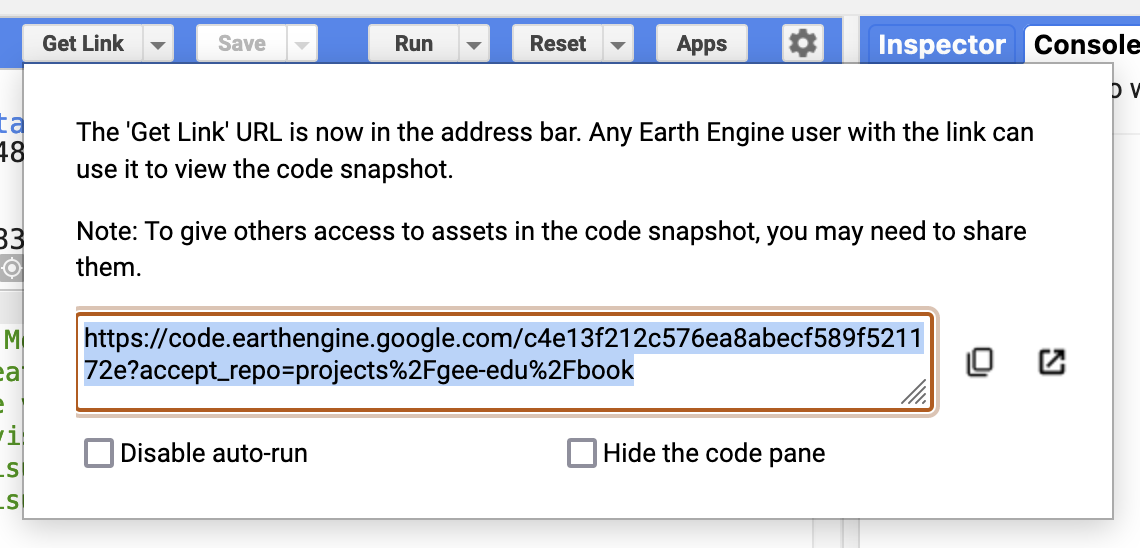 Get Link Save Run Reset Apps Inspector Console
The 'Get Link' URL is now in the address bar. Any Earth Engine user with the link can
use it to view the code snapshot.
Note: To give others access to assets in the code snapshot, you may need to share
them.
https://code.earthengine.google.com/c4e13f212c576ea8abecf589f5211
72e?accept_repo=projects%2Fgee-edu%2Fbook
Disable auto-run Hide the code pane